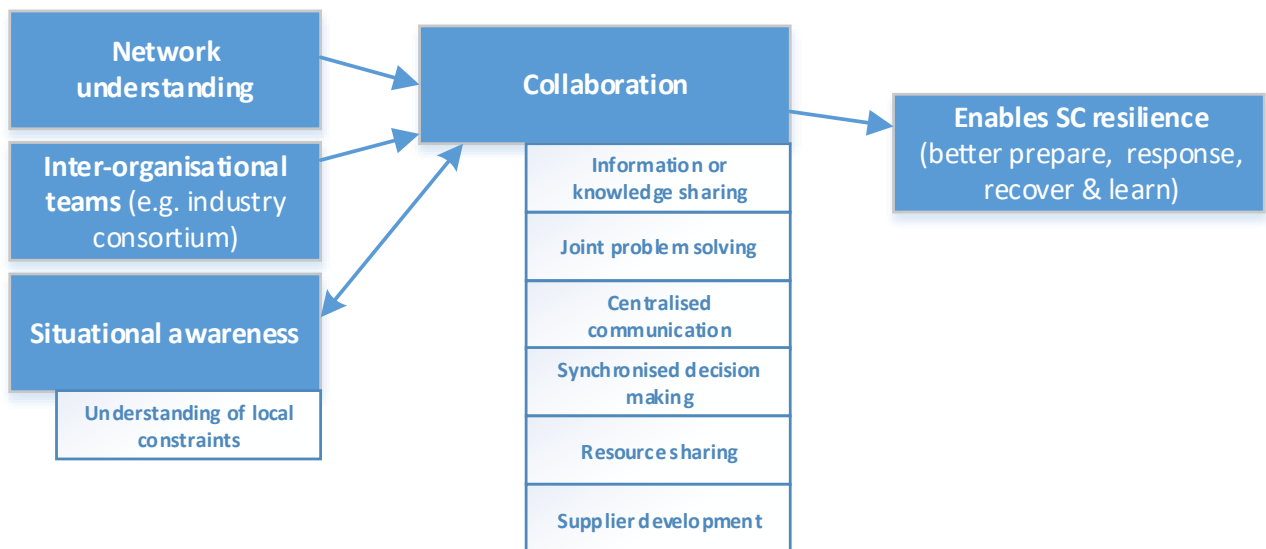 Network
understanding
Inter-organisational
teams (e.g. industry
consortium)
Situational awareness
Understanding of local
constraints
Collaboration
Information or
knowledge sharing
Joint problem solving
Centralised
communication
Synchronised decision
making
Resource sharing
Supplier development
Enables SC resilience
(better prepare, response,
recover & learn)